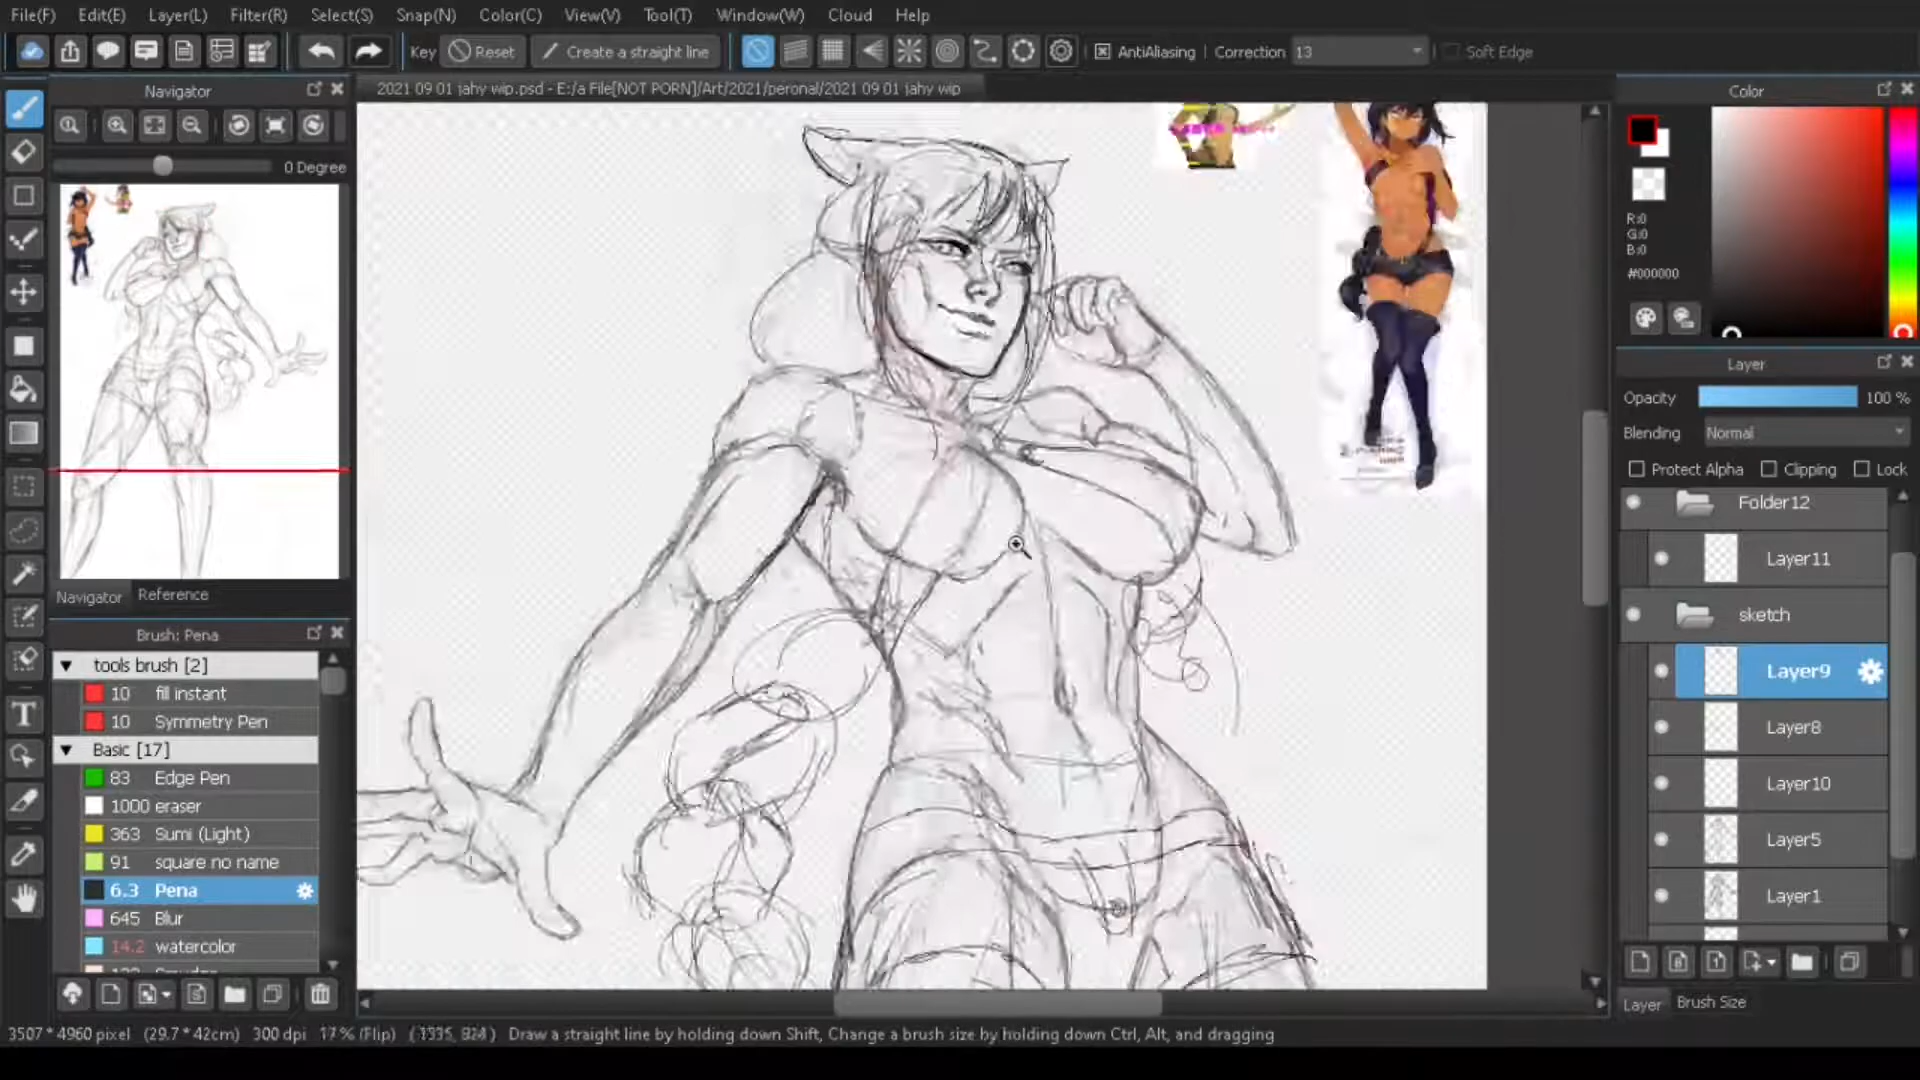 File(F) Edit(E) Layer(L) Filter(R) Select(S) Snap(N) Color(C) View(V) Tool(T) Window(W) Cloud Help
Key Reset Create a straight line AntiAliasing Correction 13 Soft Edge
Navigator
2021 09 01 jahy wip.psd - E:/a File[NOT PORN]/Art/2021/peronal/2021 09 01 jahy wip
Color
0 Degree
R:0
G:0
B:0
#000000
Layer
Opacity 100 %
Blending Normal
Protect Alpha Clipping Lock
Folder12
Layer11
sketch
Layer9
Layer8
Layer10
Layer5
Layer1
Navigator Reference
Brush: Pena
tools brush [2]
10 fill instant
10 Symmetry Pen
Basic [17]
83 Edge Pen
1000 eraser
363 Sumi (Light)
91 square no name
6.3 Pena
645 Blur
14.2 watercolor
Layer Brush Size
3507 * 4960 pixel (29.7 * 42cm) 300 dpi 17 % (Flip) Draw a straight line by holding down Shift, Change a brush size by holding down Ctrl, Alt, and dragging